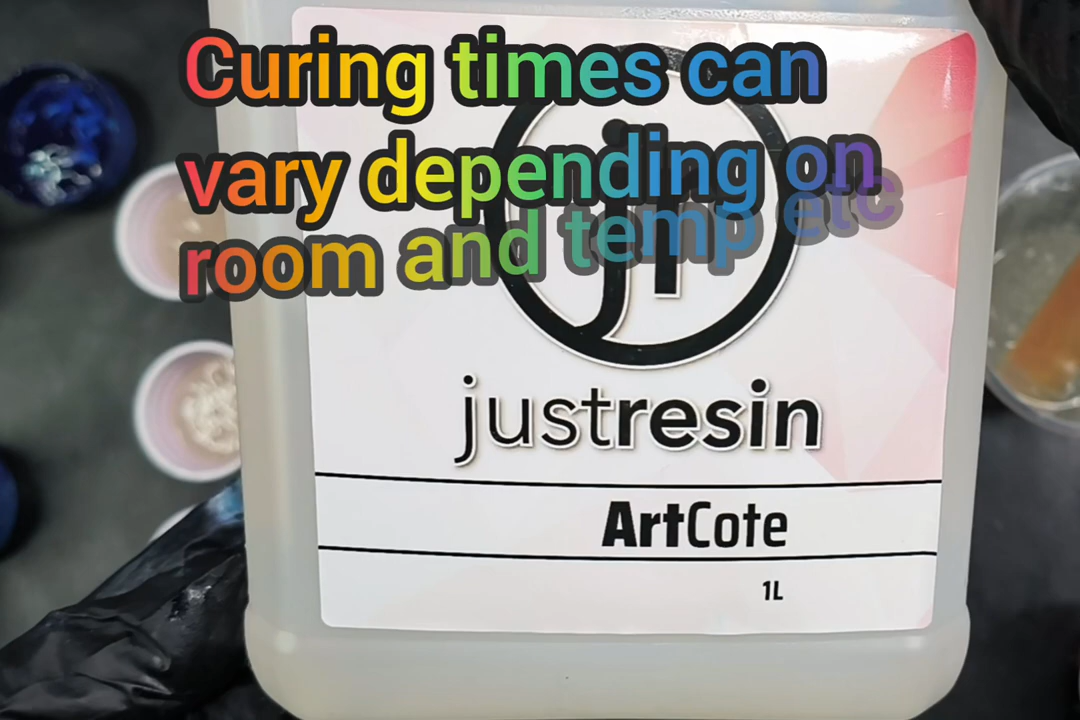 Curing times can
vary depending on
room and temp etc
jr
justresin
ArtCote
1L